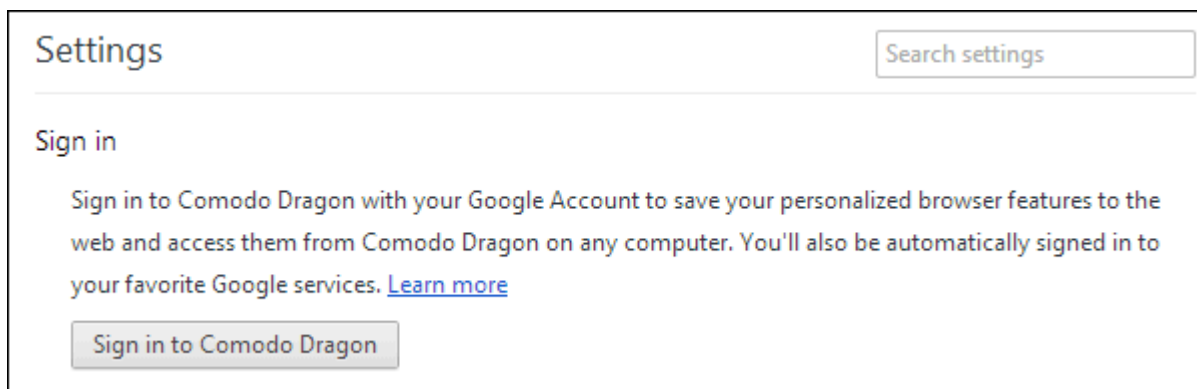 Settings
Search settings
Sign in
Sign in to Comodo Dragon with your Google Account to save your personalized browser features to the
web and access them from Comodo Dragon on any computer. You'll also be automatically signed in to
your favorite Google services. Learn more
Sign in to Comodo Dragon